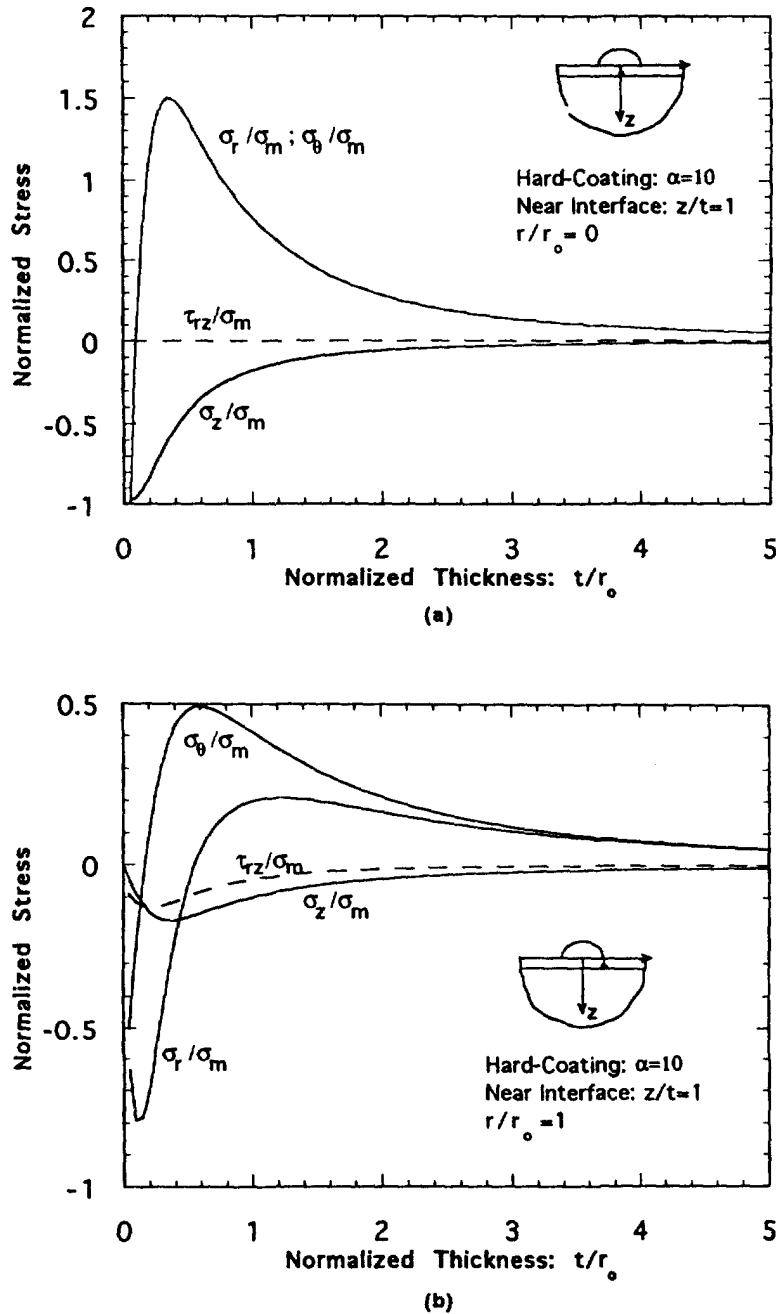 2
1.5
1
0.5
0
-0.5
-1
Normalized Stress
σr/σm ; σθ/σm
z
Hard-Coating: α=10
Near Interface: z/t=1
r/ro= 0
τrz/σm
σz/σm
0 1 2 3 4 5
Normalized Thickness: t/ro
(a)
0.5
0
-0.5
-1
Normalized Stress
σθ/σm
τrz/σm
σz/σm
σr/σm
z
Hard-Coating: α=10
Near Interface: z/t=1
r/ro =1
0 1 2 3 4 5
Normalized Thickness: t/ro
(b)